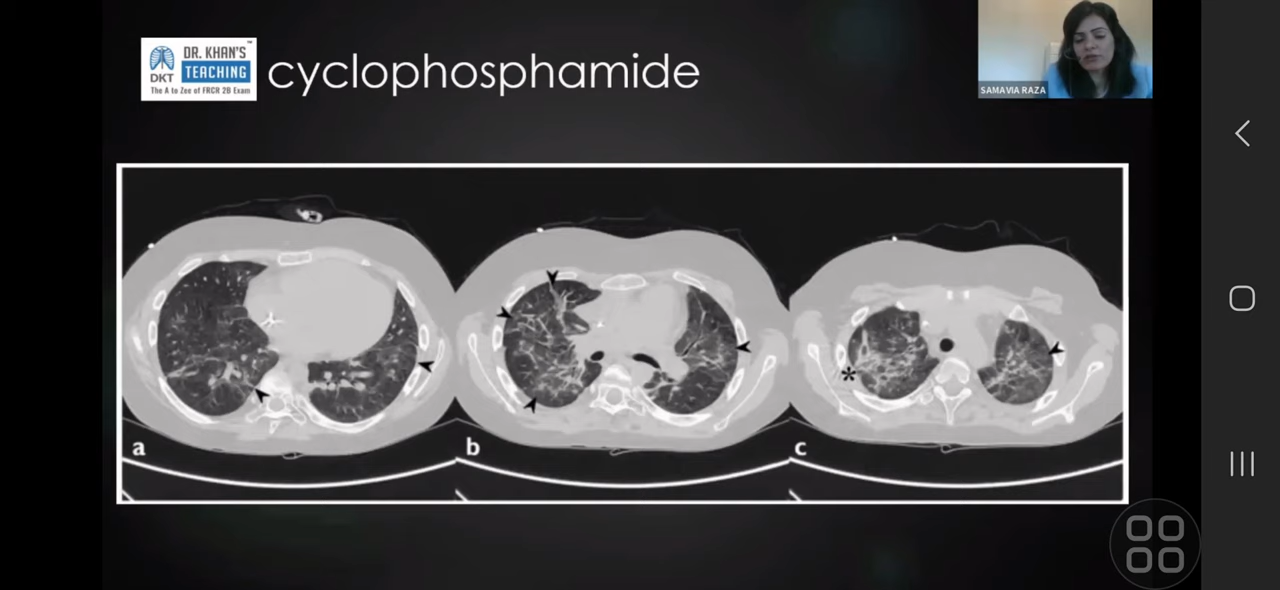 DR. KHAN'S
TEACHING
DKT
The A to Zee of FRCR 2B Exam
cyclophosphamide
SAMAVIA RAZA
a
b
c
*